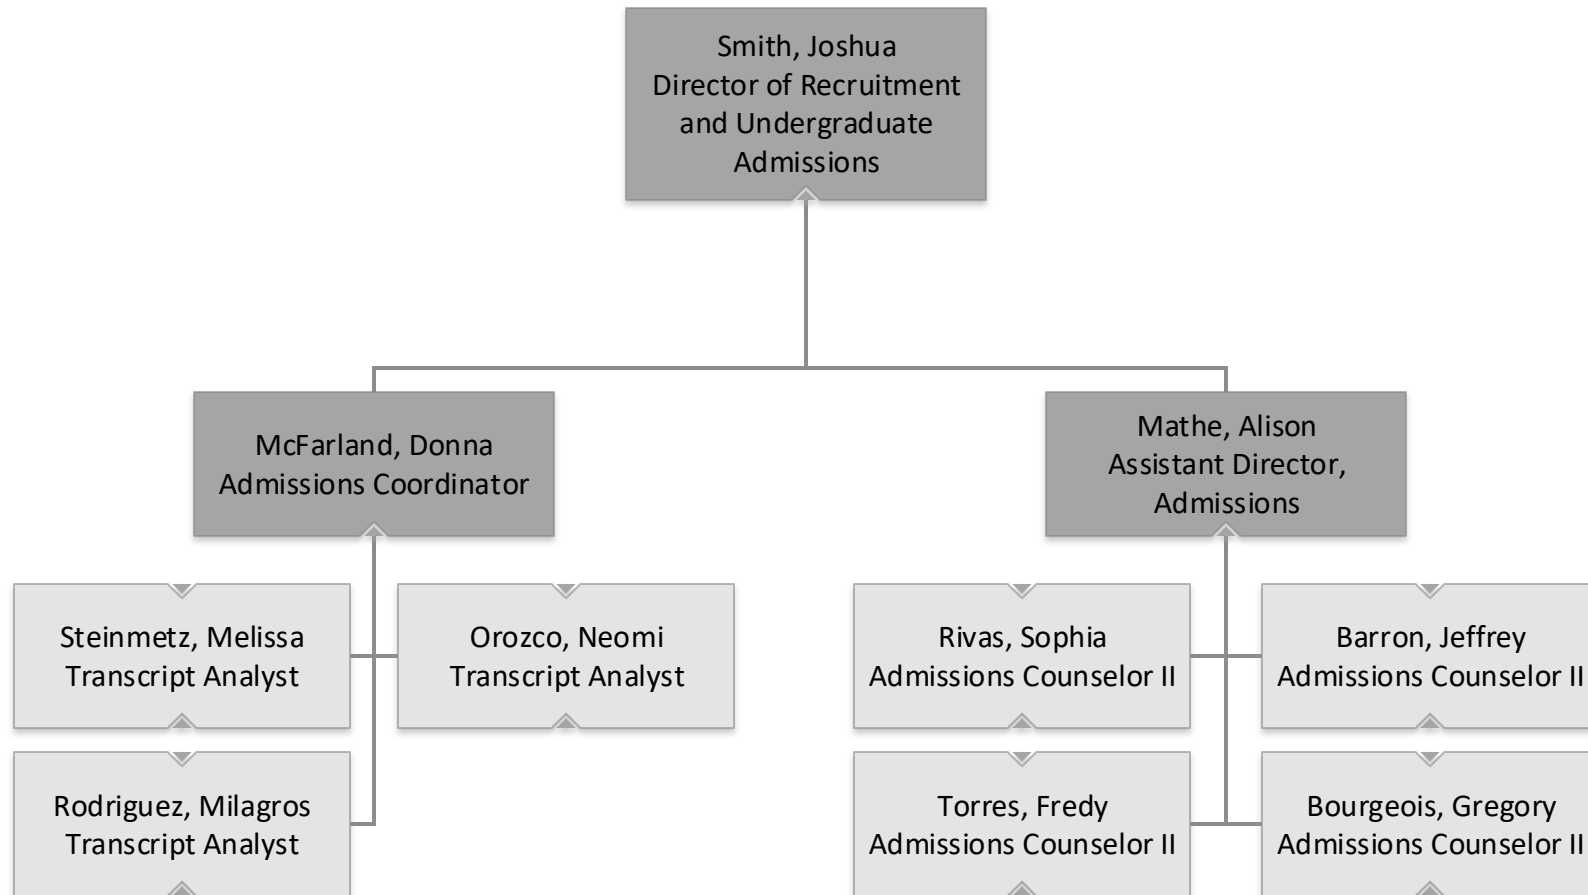 Smith, Joshua
Director of Recruitment
and Undergraduate
Admissions
McFarland, Donna
Admissions Coordinator
Mathe, Alison
Assistant Director,
Admissions
Steinmetz, Melissa
Transcript Analyst
Orozco, Neomi
Transcript Analyst
Rivas, Sophia
Admissions Counselor II
Barron, Jeffrey
Admissions Counselor II
Rodriguez, Milagros
Transcript Analyst
Torres, Fredy
Admissions Counselor II
Bourgeois, Gregory
Admissions Counselor II